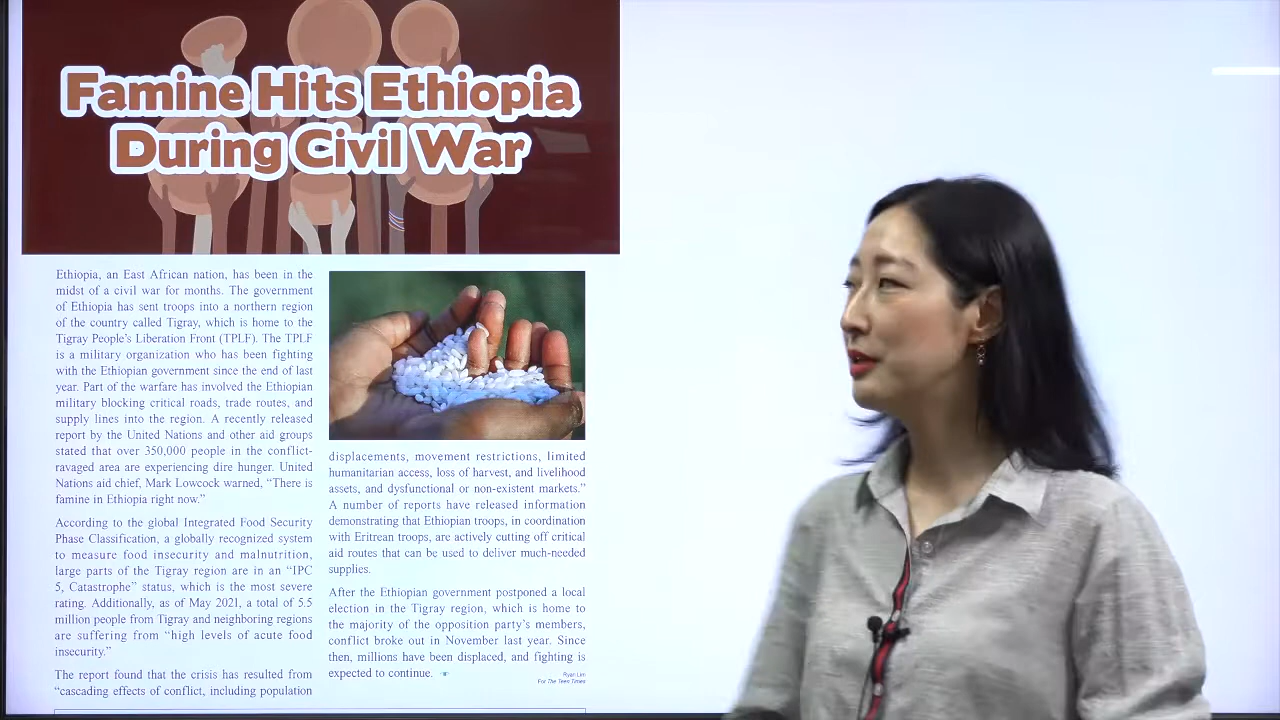 Famine Hits Ethiopia
During Civil War
Ethiopia, an East African nation, has been in the
midst of a civil war for months. The government
of Ethiopia has sent troops into a northern region
of the country called Tigray, which is home to the
Tigray People's Liberation Front (TPLF). The TPLF
is a military organization who has been fighting
with the Ethiopian government since the end of last
year. Part of the warfare has involved the Ethiopian
military blocking critical roads, trade routes, and
supply lines into the region. A recently released
report by the United Nations and other aid groups
stated that over 350,000 people in the conflict-
ravaged area are experiencing dire hunger. United
Nations aid chief, Mark Lowcock warned, “There is
famine in Ethiopia right now.”
According to the global Integrated Food Security
Phase Classification, a globally recognized system
to measure food insecurity and malnutrition,
large parts of the Tigray region are in an “IPC
5, Catastrophe” status, which is the most severe
rating. Additionally, as of May 2021, a total of 5.5
million people from Tigray and neighboring regions
are suffering from “high levels of acute food
insecurity.”
The report found that the crisis has resulted from
“cascading effects of conflict, including population
displacements, movement restrictions, limited
humanitarian access, loss of harvest, and livelihood
assets, and dysfunctional or non-existent markets.”
A number of reports have released information
demonstrating that Ethiopian troops, in coordination
with Eritrean troops, are actively cutting off critical
aid routes that can be used to deliver much-needed
supplies.
After the Ethiopian government postponed a local
election in the Tigray region, which is home to
the majority of the opposition party's members,
conflict broke out in November last year. Since
then, millions have been displaced, and fighting is
expected to continue.
Ryan Lim
For The Teen Times